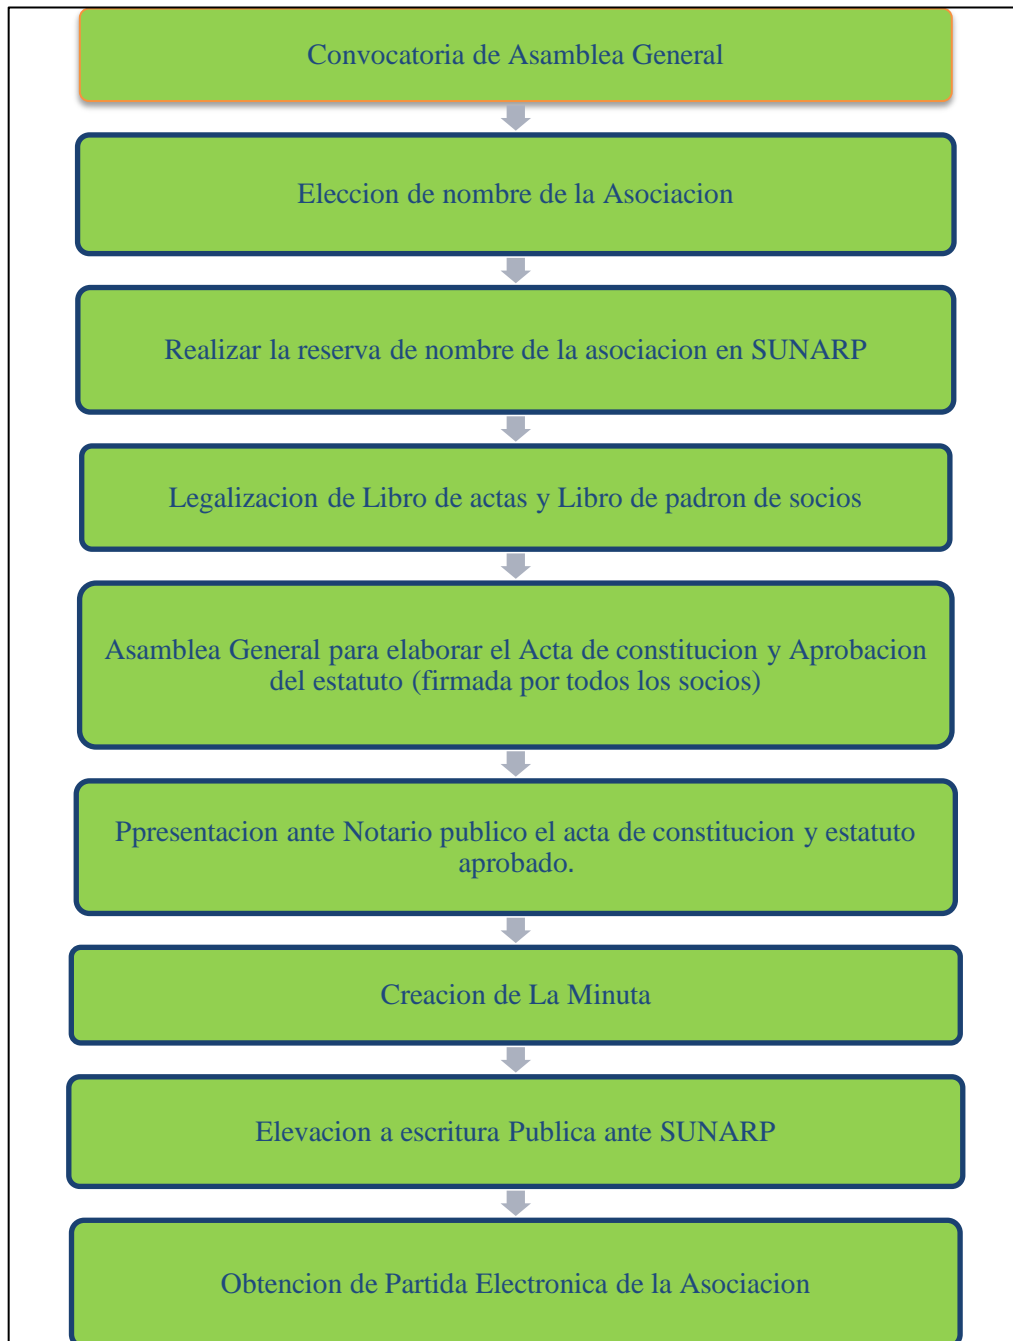 Convocatoria de Asamblea General
Eleccion de nombre de la Asociacion
Realizar la reserva de nombre de la asociacion en SUNARP
Legalizacion de Libro de actas y Libro de padron de socios
Asamblea General para elaborar el Acta de constitucion y Aprobacion
del estatuto (firmada por todos los socios)
Ppresentacion ante Notario publico el acta de constitucion y estatuto
aprobado.
Creacion de La Minuta
Elevacion a escritura Publica ante SUNARP
Obtencion de Partida Electronica de la Asociacion